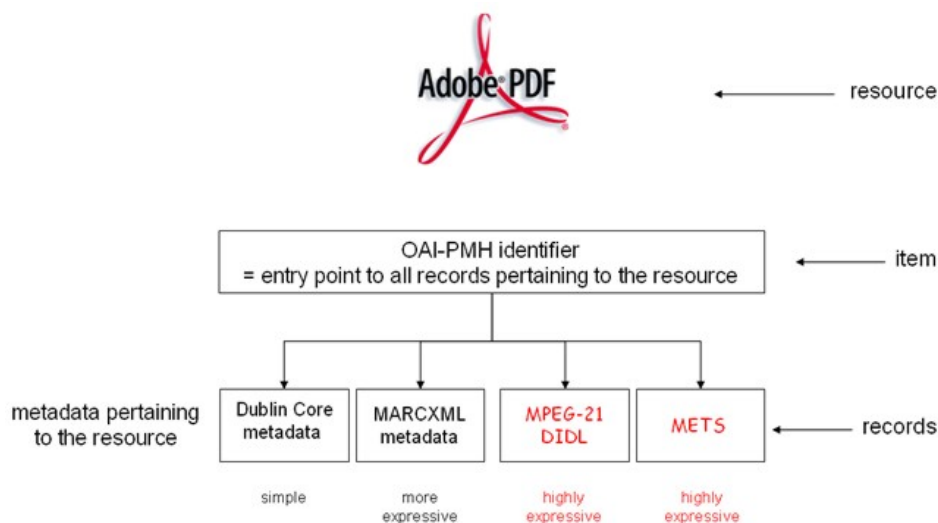 Adobe® PDF
resource
OAI-PMH identifier
= entry point to all records pertaining to the resource
item
metadata pertaining
to the resource
Dublin Core
metadata
MARCXML
metadata
MPEG-21
DIDL
METS
records
simple
more
expressive
highly
expressive
highly
expressive